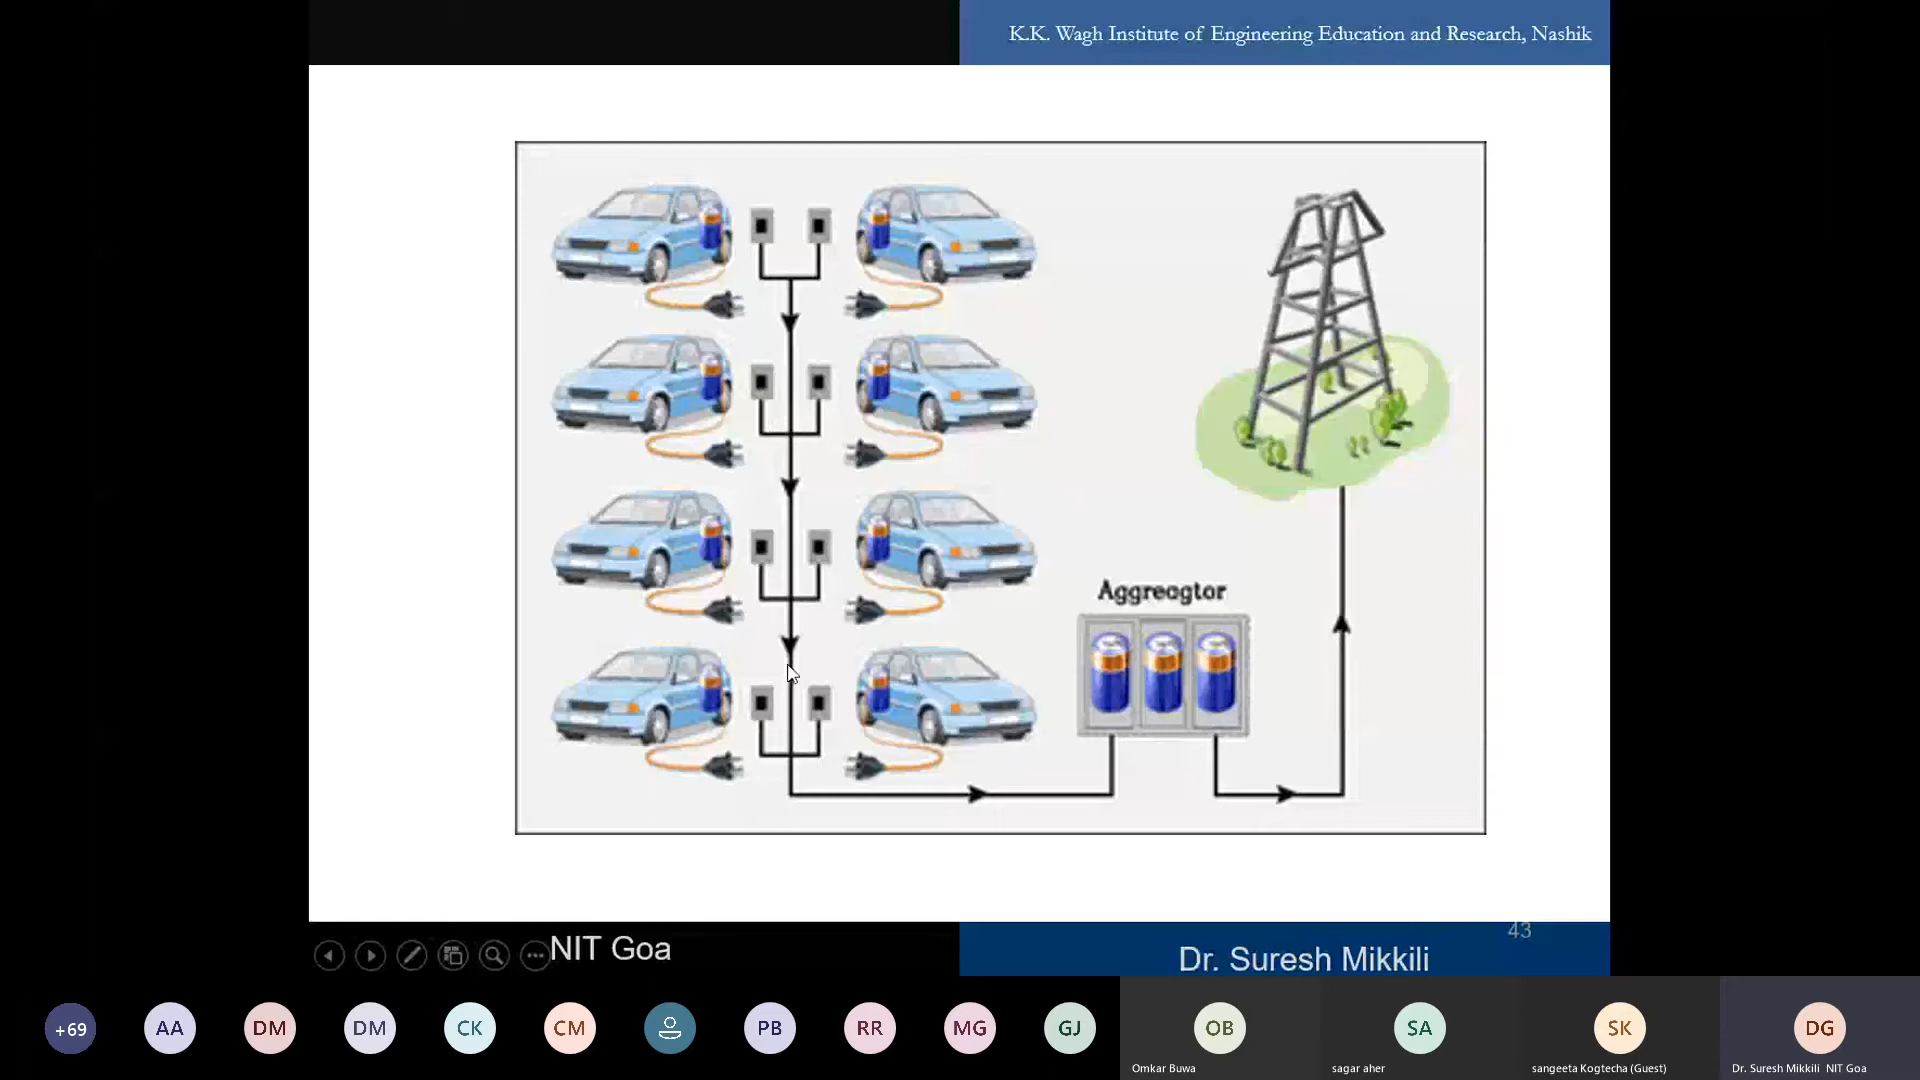 K.K. Wagh Institute of Engineering Education and Research, Nashik
Aggreogtor
43
NIT Goa
Dr. Suresh Mikkili
+69
AA
DM
DM
CK
CM
PB
RR
MG
GJ
OB
SA
SK
DG
Omkar Buwa
sagar aher
sangeeta Kogtecha (Guest)
Dr. Suresh Mikkili NIT Goa